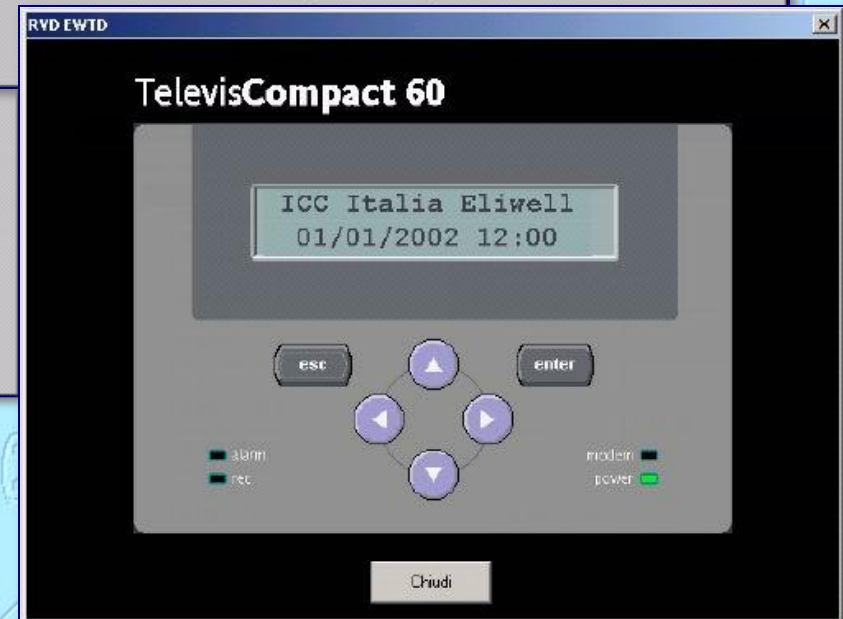 RVD EWTD
TelevisCompact 60
ICC Italia Eliwell
01/01/2002 12:00
esc
enter
alarm
modem
rec
power
Chiudi